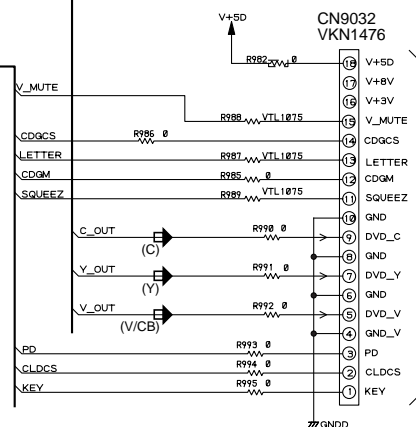 V+5D
CN9032
VKN1476
R982 0
18 V+5D
17 V+8V
16 V+3V
V_MUTE
R988 VTL1075
15 V_MUTE
CDGCS
R986 0
14 CDGCS
LETTER
R987 VTL1075
13 LETTER
CDGM
R985 0
12 CDGM
SQUEEZ
R989 VTL1075
11 SQUEEZ
10 GND
C_OUT
(C)
R990 0
9 DVD_C
8 GND
Y_OUT
(Y)
R991 0
7 DVD_Y
6 GND
V_OUT
(V/CB)
R992 0
5 DVD_V
4 GND_V
PD
R993 0
3 PD
CLDCS
R994 0
2 CLDCS
KEY
R995 0
1 KEY
GNDD